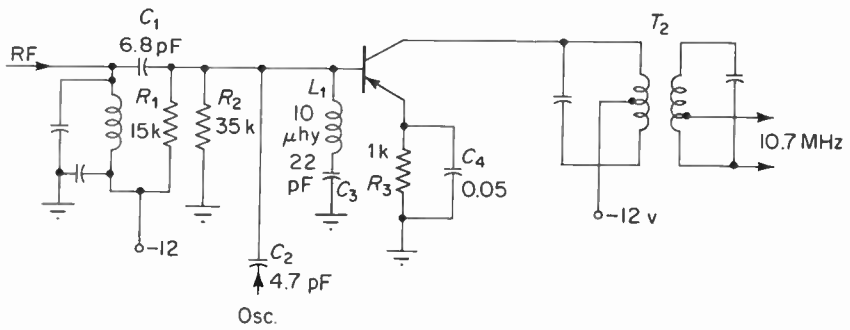 C₁
6.8 pF
RF
R₁
15k
R₂
35k
L₁
10
μhy
22
pF
C₃
1k
R₃
C₄
0.05
T₂
10.7 MHz
-12 v
-12
C₂
4.7 pF
Osc.